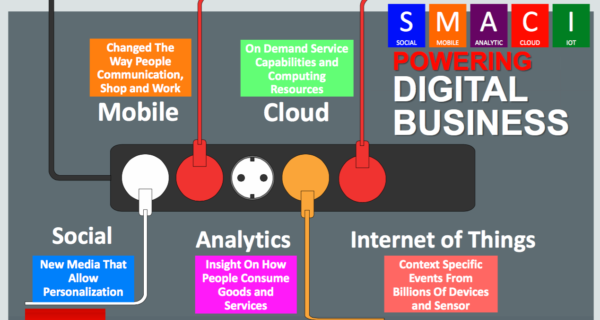 S M A C I
SOCIAL MOBILE ANALYTIC CLOUD IOT
POWERING
DIGITAL
BUSINESS
Changed The
Way People
Communication,
Shop and Work
Mobile
On Demand Service
Capabilities and
Computing
Resources
Cloud
Social
New Media That
Allow
Personalization
Analytics
Insight On How
People Consume
Goods and
Services
Internet of Things
Context Specific
Events From
Billions Of Devices
and Sensor